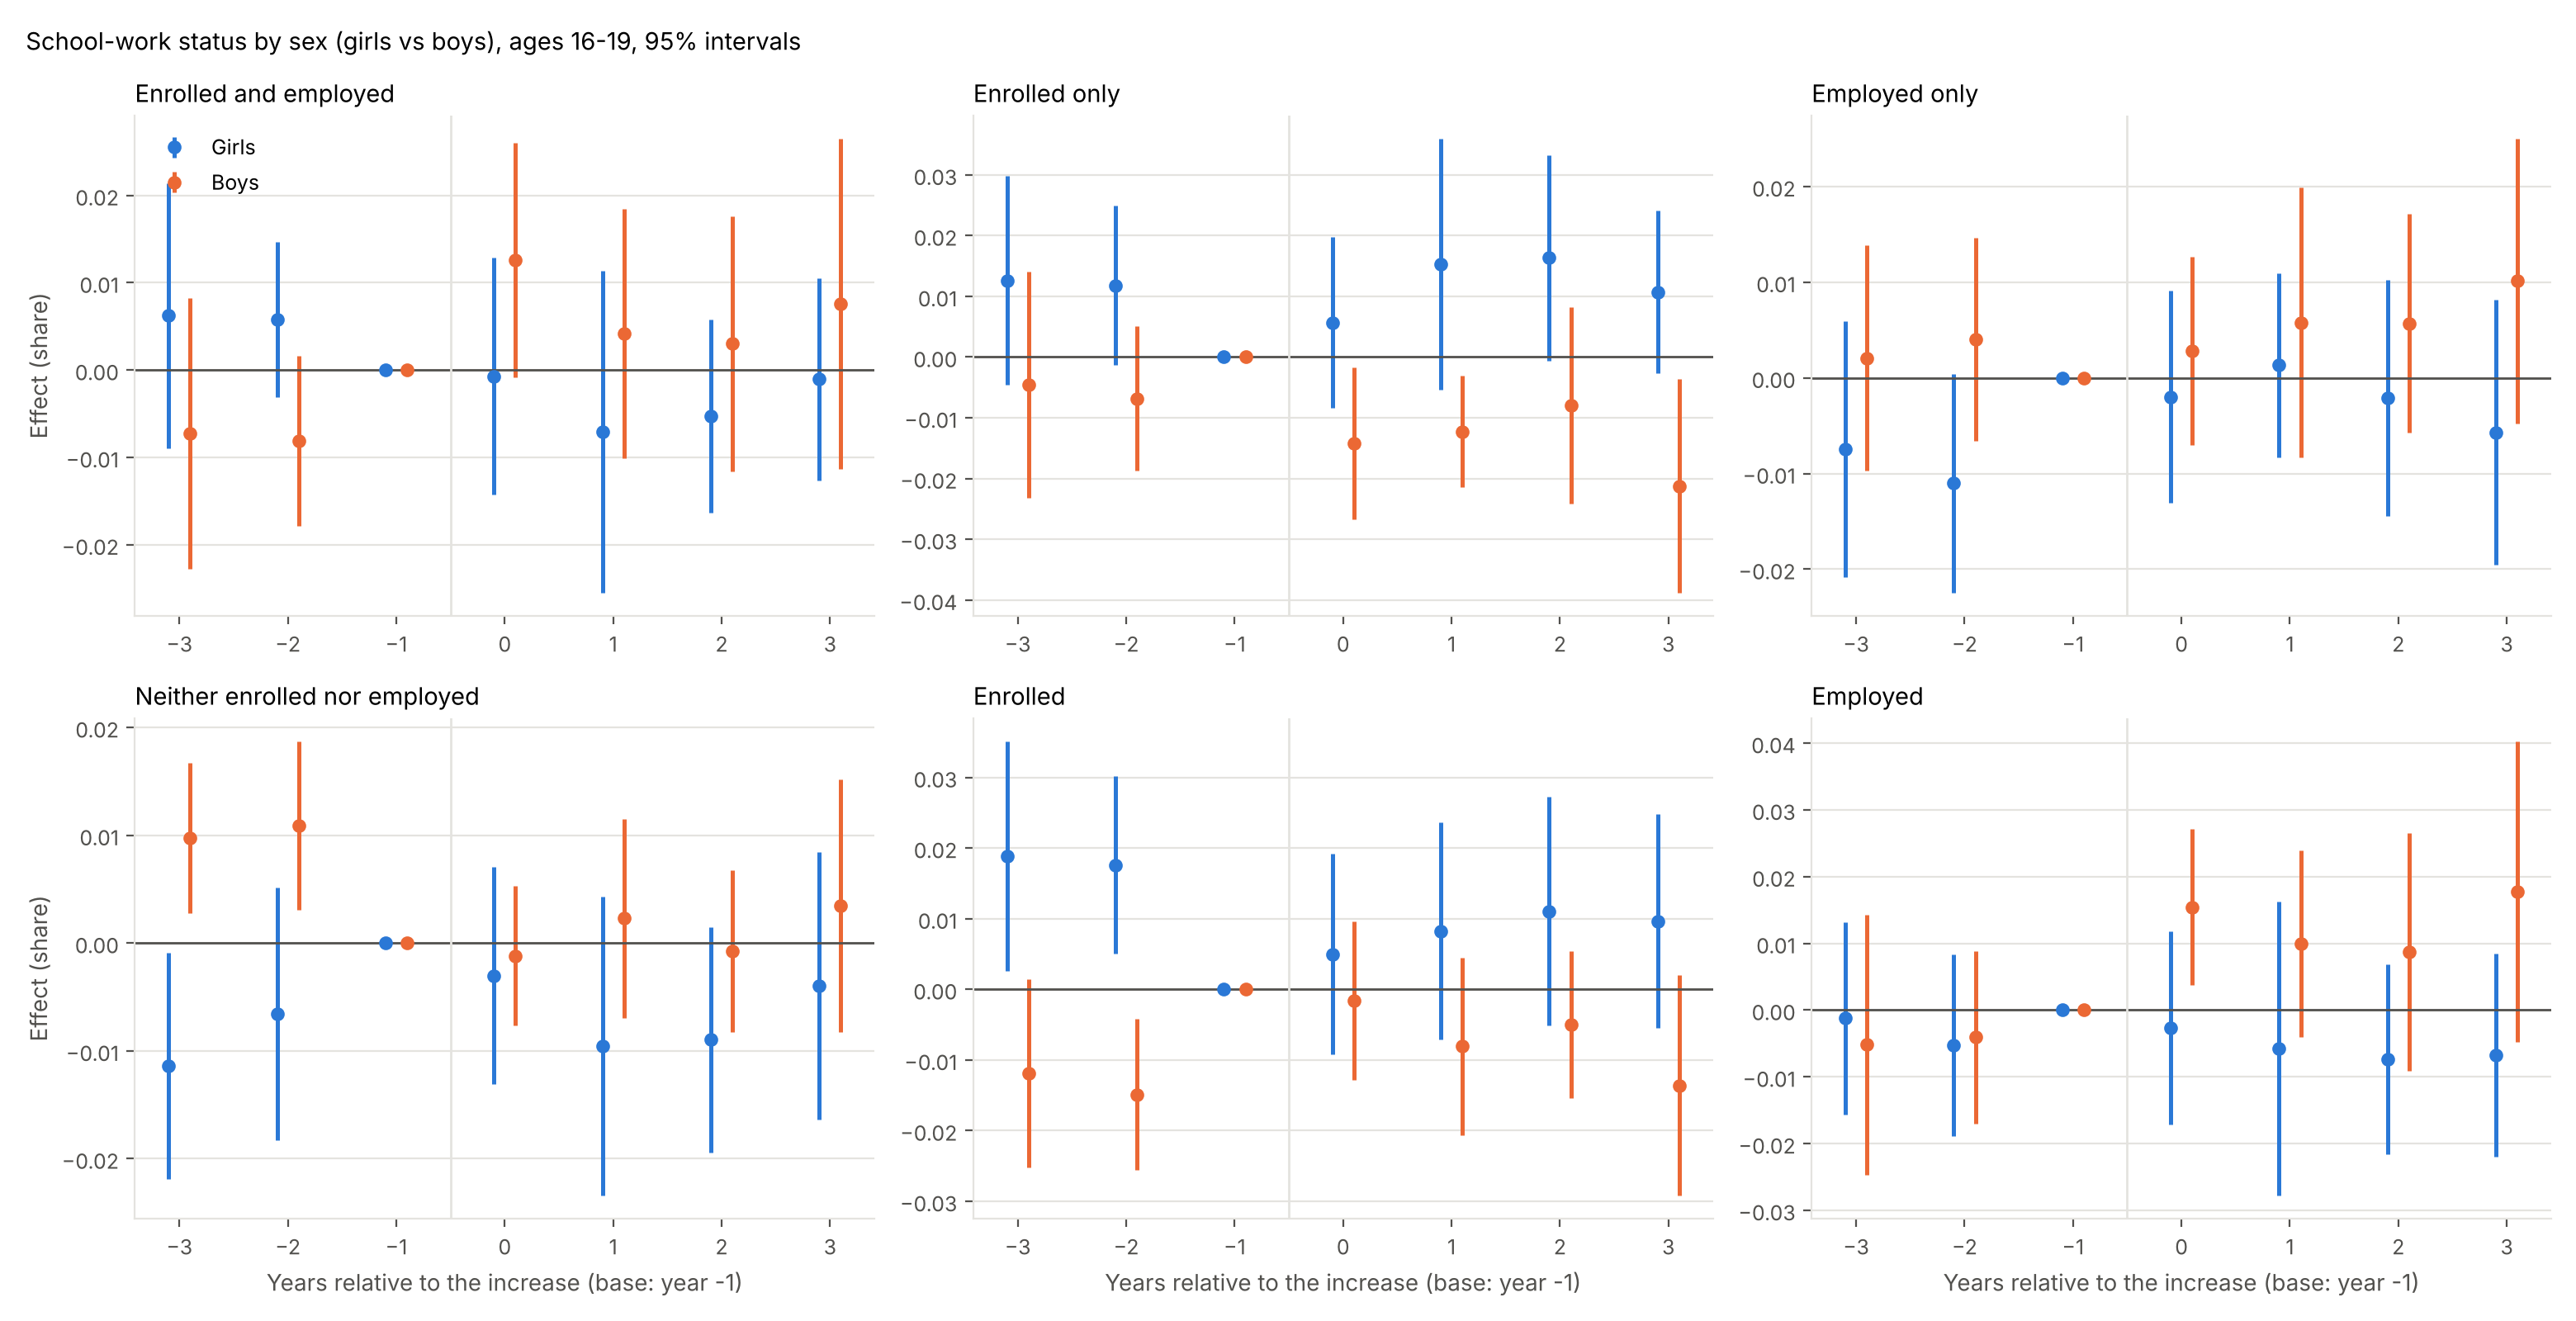 School-work status by sex (girls vs boys), ages 16-19, 95% intervals
Enrolled and employed
Girls
Boys
Effect (share)
0.02
0.01
0.00
−0.01
−0.02
−3 −2 −1 0 1 2 3
Enrolled only
0.03
0.02
0.01
0.00
−0.01
−0.02
−0.03
−0.04
−3 −2 −1 0 1 2 3
Employed only
0.02
0.01
0.00
−0.01
−0.02
−3 −2 −1 0 1 2 3
Neither enrolled nor employed
Effect (share)
0.02
0.01
0.00
−0.01
−0.02
−3 −2 −1 0 1 2 3
Years relative to the increase (base: year -1)
Enrolled
0.03
0.02
0.01
0.00
−0.01
−0.02
−0.03
−3 −2 −1 0 1 2 3
Years relative to the increase (base: year -1)
Employed
0.04
0.03
0.02
0.01
0.00
−0.01
−0.02
−0.03
−3 −2 −1 0 1 2 3
Years relative to the increase (base: year -1)